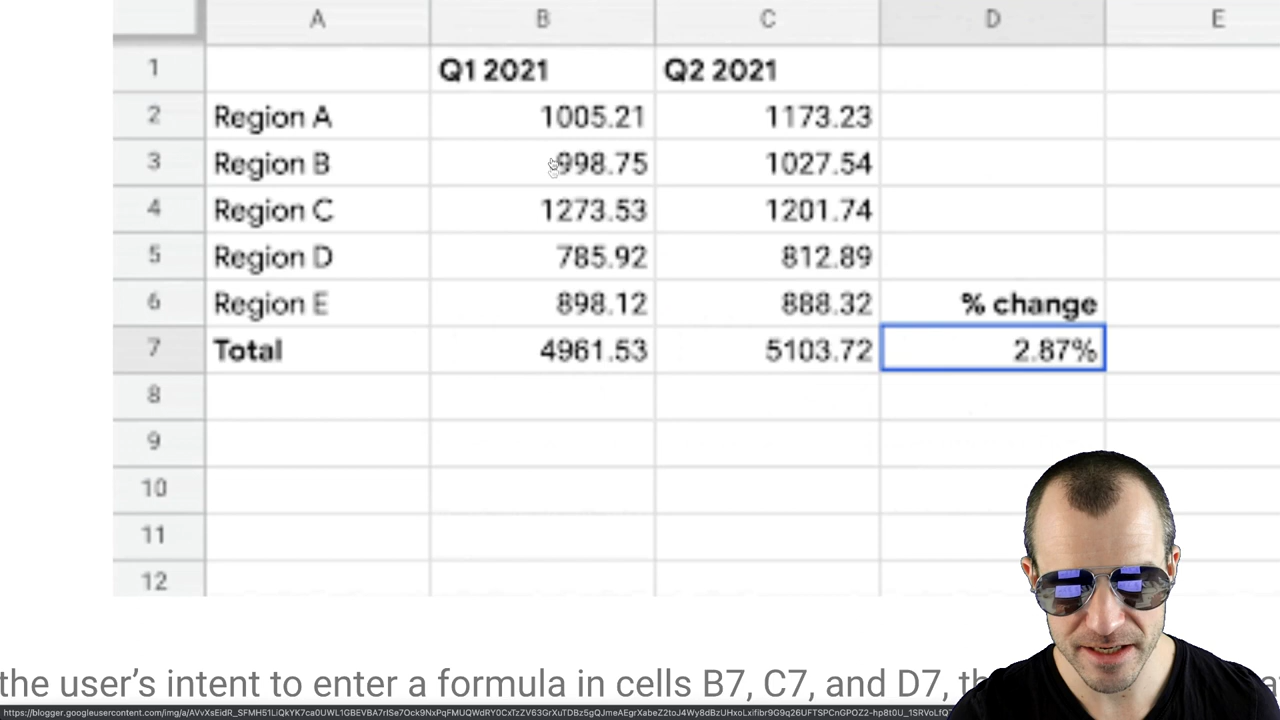 A B C D E
1 Q1 2021 Q2 2021
2 Region A 1005.21 1173.23
3 Region B 998.75 1027.54
4 Region C 1273.53 1201.74
5 Region D 785.92 812.89
6 Region E 898.12 888.32 % change
7 Total 4961.53 5103.72 2.87%
8
9
10
11
12
the user's intent to enter a formula in cells B7, C7, and D7,